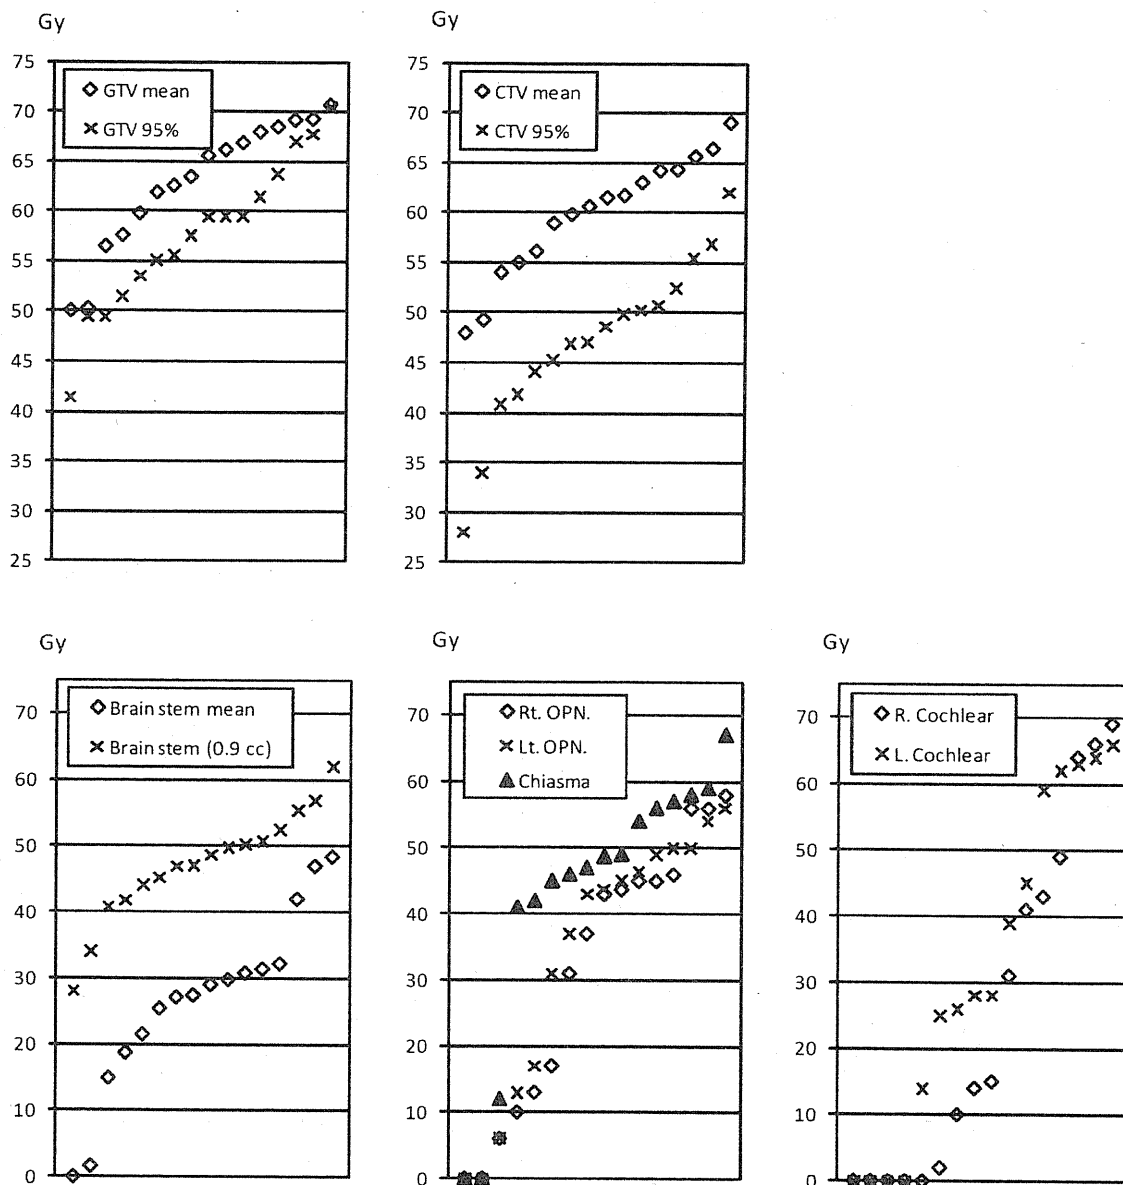 Gy
75
70
65
60
55
50
45
40
35
30
25
GTV mean
GTV 95%
Gy
75
70
65
60
55
50
45
40
35
30
25
CTV mean
CTV 95%
Gy
70
60
50
40
30
20
10
0
Brain stem mean
Brain stem (0.9 cc)
Gy
70
60
50
40
30
20
10
0
Rt. OPN.
Lt. OPN.
Chiasma
Gy
70
60
50
40
30
20
10
0
R. Cochlear
L. Cochlear